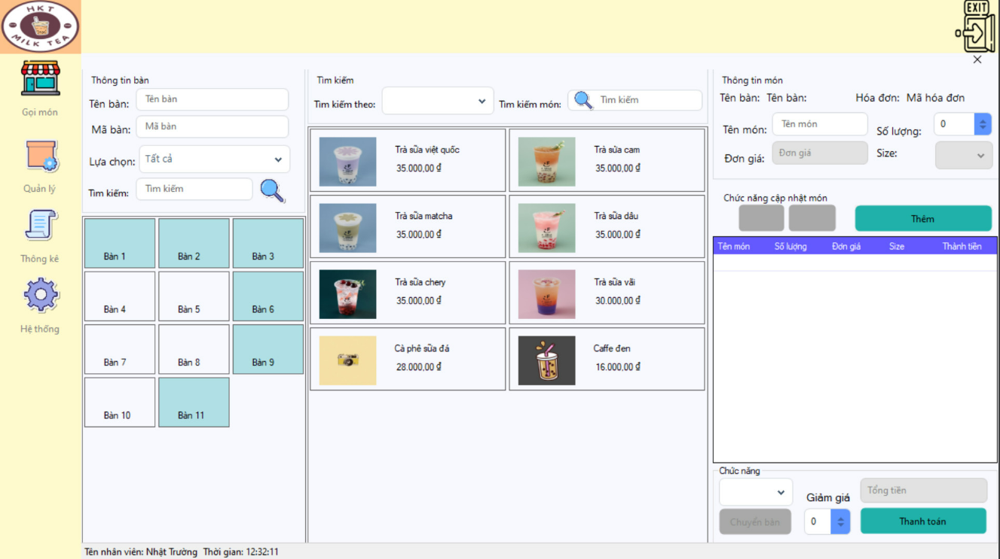 HKT
MILK TEA
EXIT
Gọi món
Quản lý
Thông kê
Hệ thống
Thông tin bàn
Tên bàn: Tên bàn
Mã bàn: Mã bàn
Lựa chọn: Tất cả
Tìm kiếm: Tìm kiếm
Bàn 1 Bàn 2 Bàn 3
Bàn 4 Bàn 5 Bàn 6
Bàn 7 Bàn 8 Bàn 9
Bàn 10 Bàn 11
Tìm kiếm
Tìm kiếm theo: Tìm kiếm món: Tìm kiếm
Trà sữa việt quốc
35.000,00 ₫
Trà sữa cam
35.000,00 ₫
Trà sữa matcha
35.000,00 ₫
Trà sữa dâu
35.000,00 ₫
Trà sữa chery
35.000,00 ₫
Trà sữa vãi
30.000,00 ₫
Cà phê sữa đá
28.000,00 ₫
Caffe đen
16.000,00 ₫
Thông tin món
Tên bàn: Tên bàn: Hóa đơn: Mã hóa đơn
Tên món: Tên món Số lượng: 0
Đơn giá: Đơn giá Size:
Chức năng cập nhật món
Thêm
Tên món Số lượng Đơn giá Size Thành tiền
Chức năng
Giảm giá Tổng tiền
Chuyển bàn 0 Thanh toán
Tên nhân viên: Nhật Trường Thời gian: 12:32:11